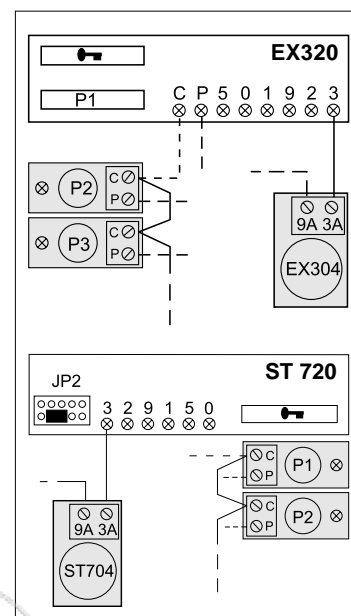 EX320
P1
C P 5 0 1 9 2 3
P2 C
P
P3 C
P
9A 3A
EX304
ST 720
JP2
3 2 9 1 5 0
C P1
P
C P2
P
9A 3A
ST704